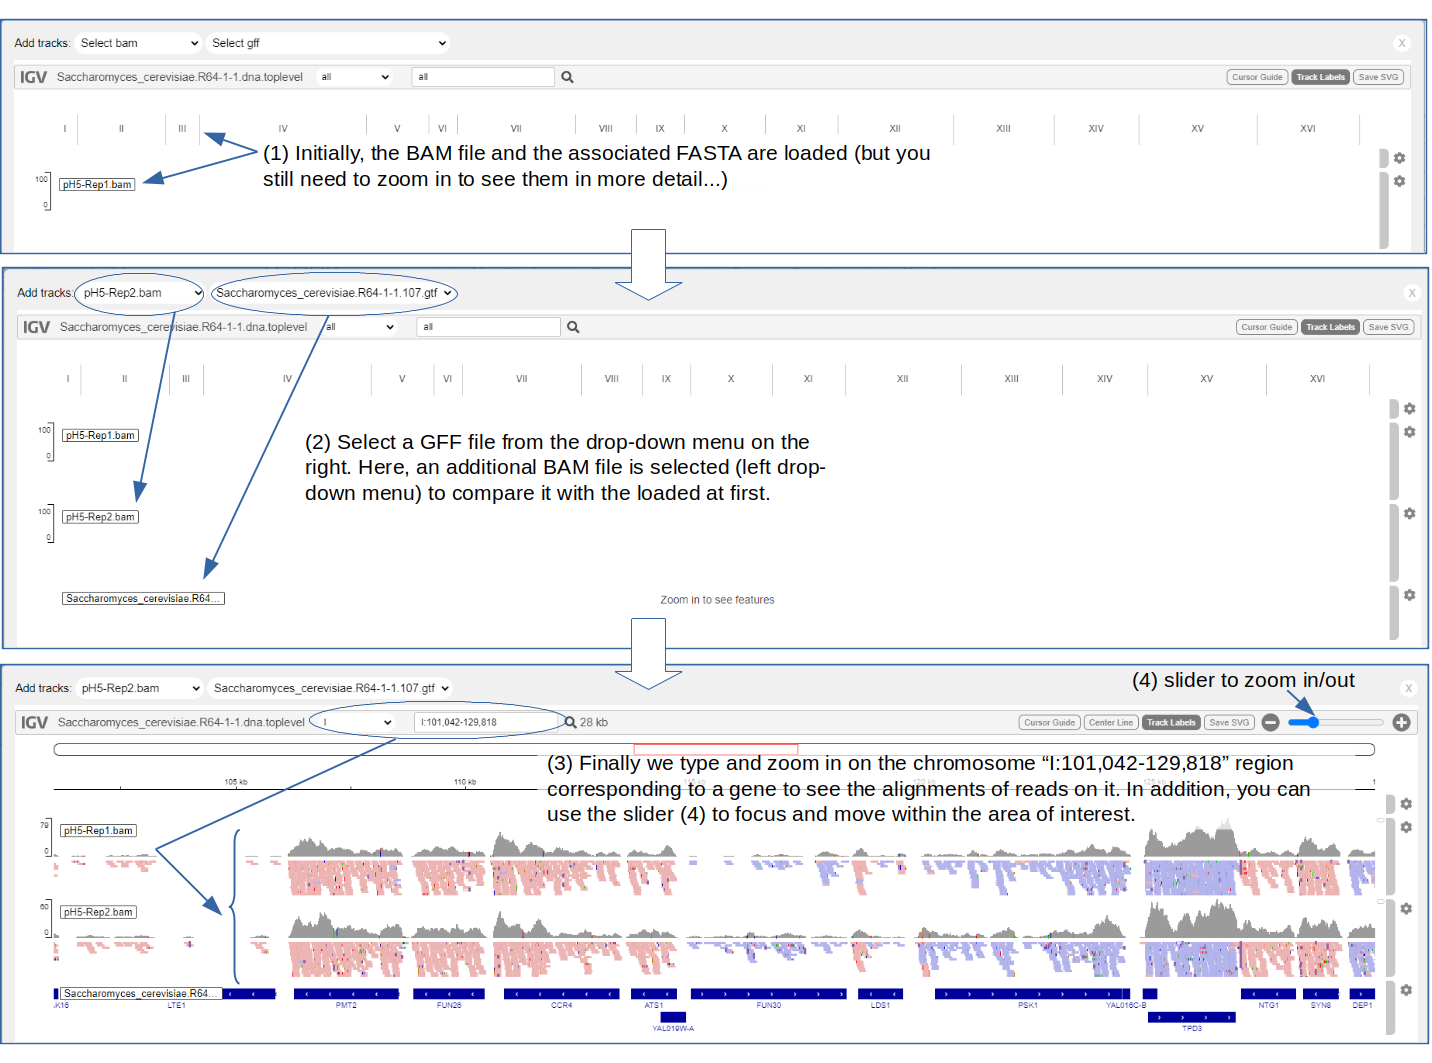 Add tracks: Select bam Select gff X
IGV Saccharomyces_cerevisiae.R64-1-1.dna.toplevel all all Cursor Guide Track Labels Save SVG
I II III IV V VI VII VIII IX X XI XII XIII XIV XV XVI
(1) Initially, the BAM file and the associated FASTA are loaded (but you
still need to zoom in to see them in more detail...)
100
pH5-Rep1.bam
0
Add tracks: pH5-Rep2.bam Saccharomyces_cerevisiae.R64-1-1.107.gtf X
IGV Saccharomyces_cerevisiae.R64-1-1.dna.toplevel all all Cursor Guide Track Labels Save SVG
I II III IV V VI VII VIII IX X XI XII XIII XIV XV XVI
100
pH5-Rep1.bam
0
(2) Select a GFF file from the drop-down menu on the
right. Here, an additional BAM file is selected (left drop-
down menu) to compare it with the loaded at first.
100
pH5-Rep2.bam
0
Saccharomyces_cerevisiae.R64...
Zoom in to see features
(4) slider to zoom in/out
Add tracks: pH5-Rep2.bam Saccharomyces_cerevisiae.R64-1-1.107.gtf X
IGV Saccharomyces_cerevisiae.R64-1-1.dna.toplevel I I:101,042-129,818 28 kb Cursor Guide Center Line Track Labels Save SVG
(3) Finally we type and zoom in on the chromosome “I:101,042-129,818” region
corresponding to a gene to see the alignments of reads on it. In addition, you can
use the slider (4) to focus and move within the area of interest.
105 kb 110 kb 115 kb 120 kb 125 kb 1
79
pH5-Rep1.bam
0
60
pH5-Rep2.bam
0
Saccharomyces_cerevisiae.R64...
K16 LTE1 PMT2 FUN26 CCR4 ATS1 FUN30 LDS1 PSK1 YAL016C-B NTG1 SYN8 DEP1
YAL019W-A TPD3